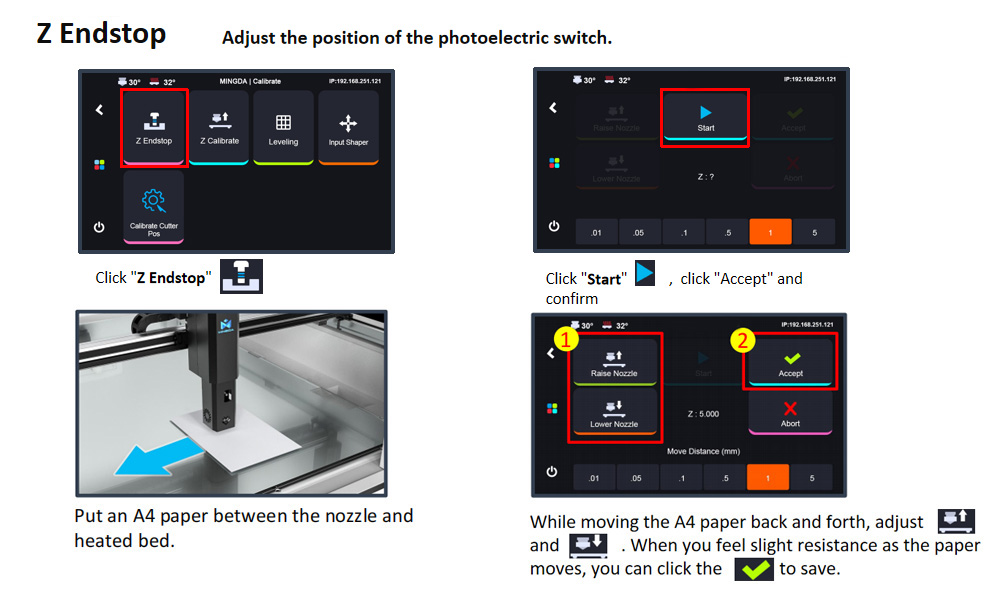 Z Endstop
Adjust the position of the photoelectric switch.
30° 32° MINGDA | Calibrate IP:192.168.251.121
Z Endstop Z Calibrate Leveling Input Shaper
Calibrate Cutter
Pos
Click "Z Endstop"
30° 32° IP:192.168.251.121
Raise Nozzle Start Accept
Lower Nozzle Z : ? Abort
.01 .05 .1 .5 1 5
Click "Start" , click "Accept" and
confirm
Put an A4 paper between the nozzle and
heated bed.
30° 32° IP:192.168.251.121
1 2
Raise Nozzle Start Accept
Lower Nozzle Z : 5.000 Abort
Move Distance (mm)
.01 .05 .1 .5 1 5
While moving the A4 paper back and forth, adjust
and . When you feel slight resistance as the paper
moves, you can click the to save.